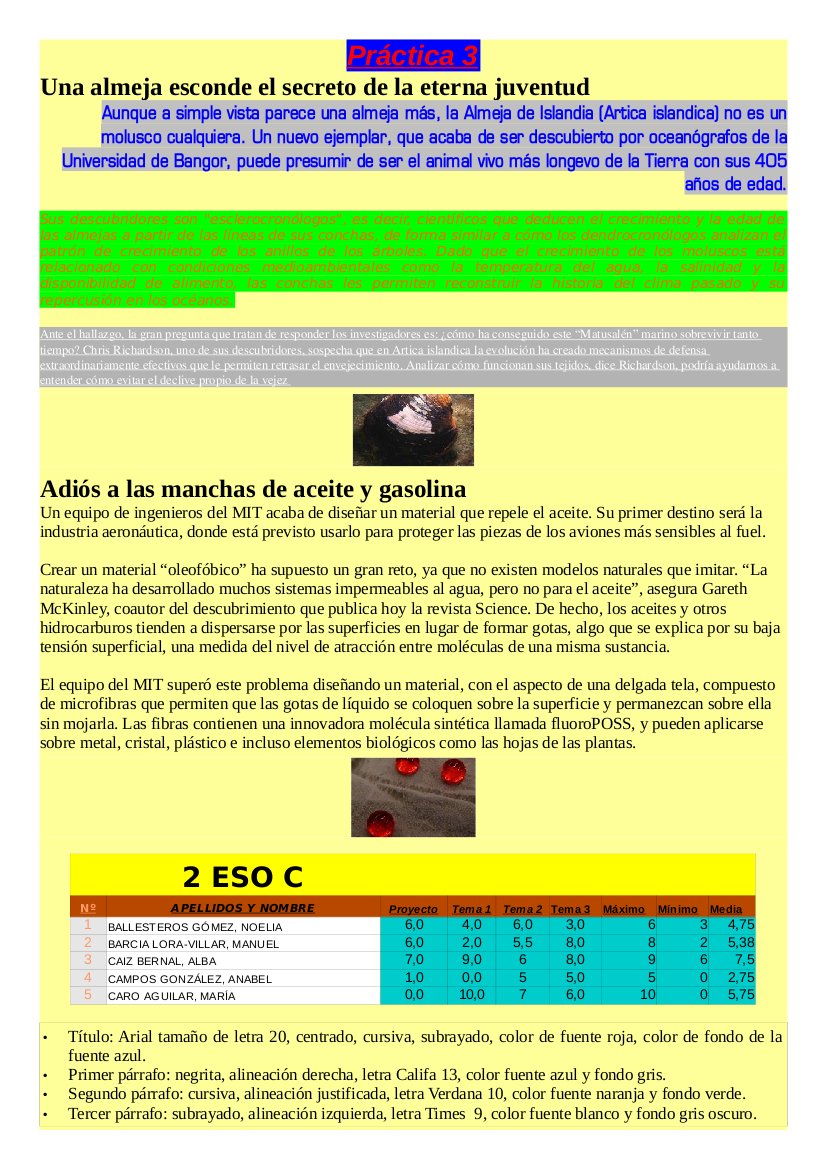 Práctica 3
Una almeja esconde el secreto de la eterna juventud
Aunque a simple vista parece una almeja más, la Almeja de Islandia (Artica islandica) no es un
molusco cualquiera. Un nuevo ejemplar, que acaba de ser descubierto por oceanógrafos de la
Universidad de Bangor, puede presumir de ser el animal vivo más longevo de la Tierra con sus 405
años de edad.
Sus descubridores son "esclerocronólogos", es decir, científicos que deducen el crecimiento y la edad de
las almejas a partir de las líneas de sus conchas, de forma similar a cómo los dendrocronólogos analizan el
patrón de crecimiento de los anillos de los árboles. Dado que el crecimiento de los moluscos está
relacionado con condiciones medioambientales como la temperatura del agua, la salinidad y la
disponibilidad de alimento, las conchas les permiten reconstruir la historia del clima pasado y su
repercusión en los océanos.
Ante el hallazgo, la gran pregunta que tratan de responder los investigadores es: ¿cómo ha conseguido este “Matusalén” marino sobrevivir tanto
tiempo? Chris Richardson, uno de sus descubridores, sospecha que en Artica islandica la evolución ha creado mecanismos de defensa
extraordinariamente efectivos que le permiten retrasar el envejecimiento. Analizar cómo funcionan sus tejidos, dice Richardson, podría ayudarnos a
entender cómo evitar el declive propio de la vejez
Adiós a las manchas de aceite y gasolina
Un equipo de ingenieros del MIT acaba de diseñar un material que repele el aceite. Su primer destino será la
industria aeronáutica, donde está previsto usarlo para proteger las piezas de los aviones más sensibles al fuel.
Crear un material “oleofóbico” ha supuesto un gran reto, ya que no existen modelos naturales que imitar. “La
naturaleza ha desarrollado muchos sistemas impermeables al agua, pero no para el aceite”, asegura Gareth
McKinley, coautor del descubrimiento que publica hoy la revista Science. De hecho, los aceites y otros
hidrocarburos tienden a dispersarse por las superficies en lugar de formar gotas, algo que se explica por su baja
tensión superficial, una medida del nivel de atracción entre moléculas de una misma sustancia.
El equipo del MIT superó este problema diseñando un material, con el aspecto de una delgada tela, compuesto
de microfibras que permiten que las gotas de líquido se coloquen sobre la superficie y permanezcan sobre ella
sin mojarla. Las fibras contienen una innovadora molécula sintética llamada fluoroPOSS, y pueden aplicarse
sobre metal, cristal, plástico e incluso elementos biológicos como las hojas de las plantas.
2 ESO C
Nº APELLIDOS Y NOMBRE Proyecto Tema 1 Tema 2 Tema 3 Máximo Mínimo Media
1 BALLESTEROS GÓMEZ, NOELIA 6,0 4,0 6,0 3,0 6 3 4,75
2 BARCIA LORA-VILLAR, MANUEL 6,0 2,0 5,5 8,0 8 2 5,38
3 CAIZ BERNAL, ALBA 7,0 9,0 6 8,0 9 6 7,5
4 CAMPOS GONZÁLEZ, ANABEL 1,0 0,0 5 5,0 5 0 2,75
5 CARO AGUILAR, MARÍA 0,0 10,0 7 6,0 10 0 5,75
• Título: Arial tamaño de letra 20, centrado, cursiva, subrayado, color de fuente roja, color de fondo de la
fuente azul.
• Primer párrafo: negrita, alineación derecha, letra Califa 13, color fuente azul y fondo gris.
• Segundo párrafo: cursiva, alineación justificada, letra Verdana 10, color fuente naranja y fondo verde.
• Tercer párrafo: subrayado, alineación izquierda, letra Times 9, color fuente blanco y fondo gris oscuro.